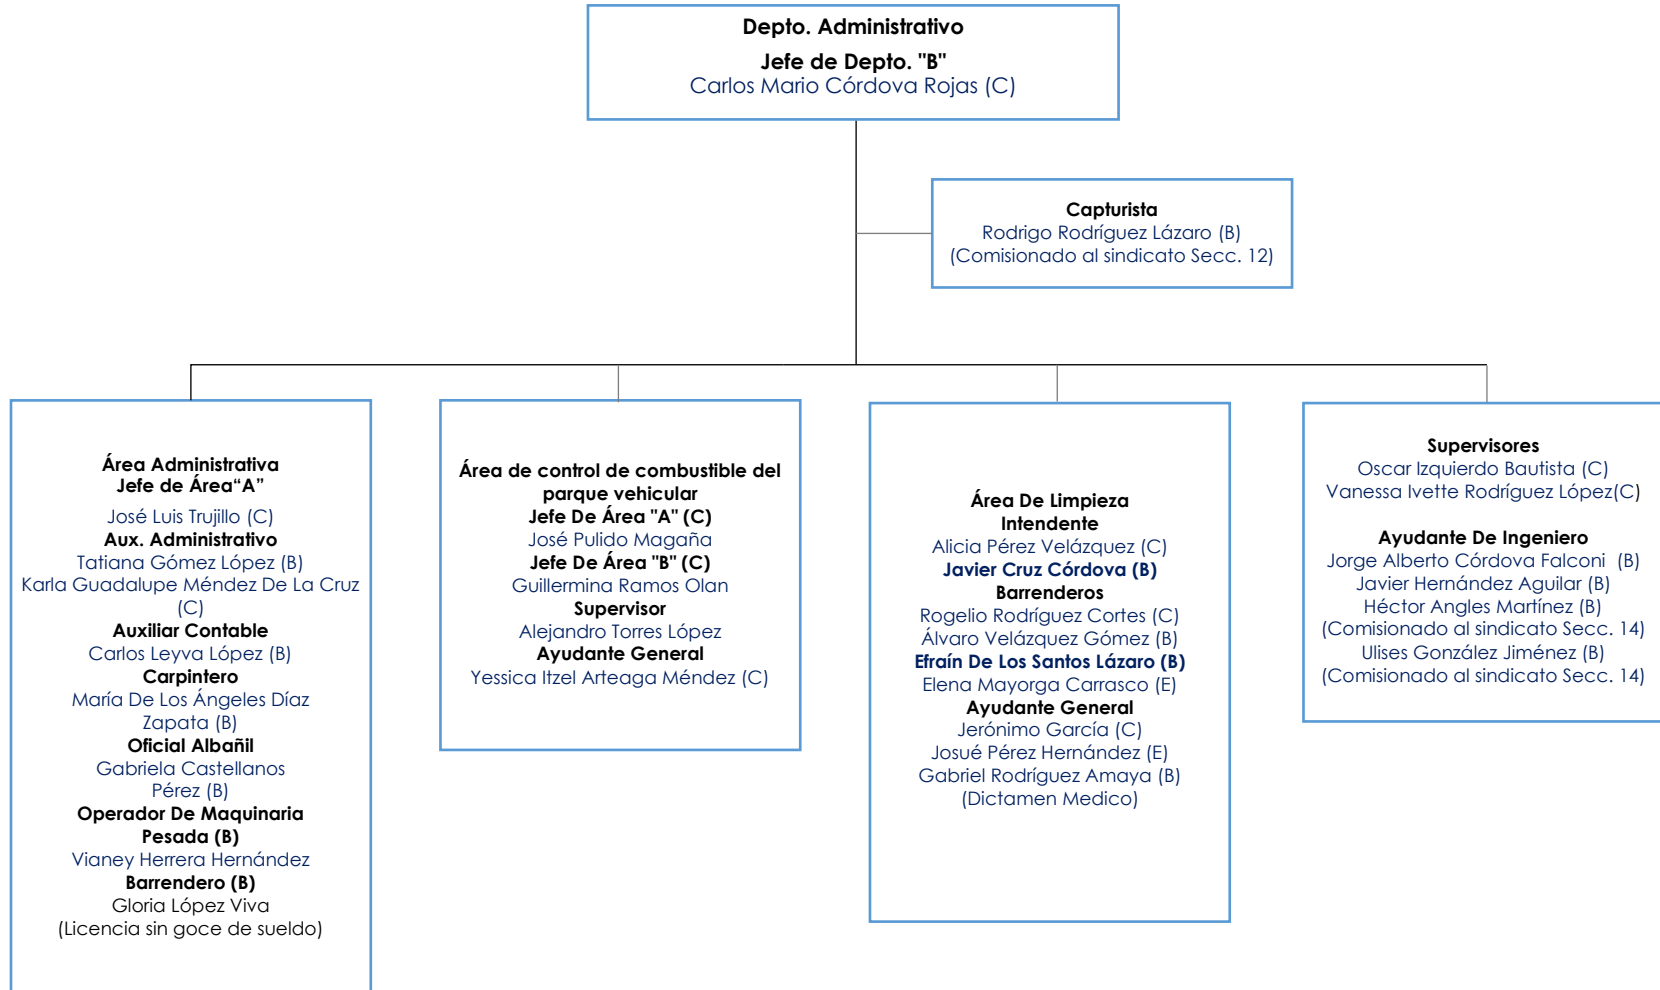 Depto. Administrativo
Jefe de Depto. "B"
Carlos Mario Córdova Rojas (C)
Capturista
Rodrigo Rodríguez Lázaro (B)
(Comisionado al sindicato Secc. 12)
Área Administrativa
Jefe de Área“A”
José Luis Trujillo (C)
Aux. Administrativo
Tatiana Gómez López (B)
Karla Guadalupe Méndez De La Cruz
(C)
Auxiliar Contable
Carlos Leyva López (B)
Carpintero
María De Los Ángeles Díaz
Zapata (B)
Oficial Albañil
Gabriela Castellanos
Pérez (B)
Operador De Maquinaria
Pesada (B)
Vianey Herrera Hernández
Barrendero (B)
Gloria López Viva
(Licencia sin goce de sueldo)
Área de control de combustible del
parque vehicular
Jefe De Área "A" (C)
José Pulido Magaña
Jefe De Área "B" (C)
Guillermina Ramos Olan
Supervisor
Alejandro Torres López
Ayudante General
Yessica Itzel Arteaga Méndez (C)
Área De Limpieza
Intendente
Alicia Pérez Velázquez (C)
Javier Cruz Córdova (B)
Barrenderos
Rogelio Rodríguez Cortes (C)
Álvaro Velázquez Gómez (B)
Efraín De Los Santos Lázaro (B)
Elena Mayorga Carrasco (E)
Ayudante General
Jerónimo García (C)
Josué Pérez Hernández (E)
Gabriel Rodríguez Amaya (B)
(Dictamen Medico)
Supervisores
Oscar Izquierdo Bautista (C)
Vanessa Ivette Rodríguez López(C)
Ayudante De Ingeniero
Jorge Alberto Córdova Falconi (B)
Javier Hernández Aguilar (B)
Héctor Angles Martínez (B)
(Comisionado al sindicato Secc. 14)
Ulises González Jiménez (B)
(Comisionado al sindicato Secc. 14)